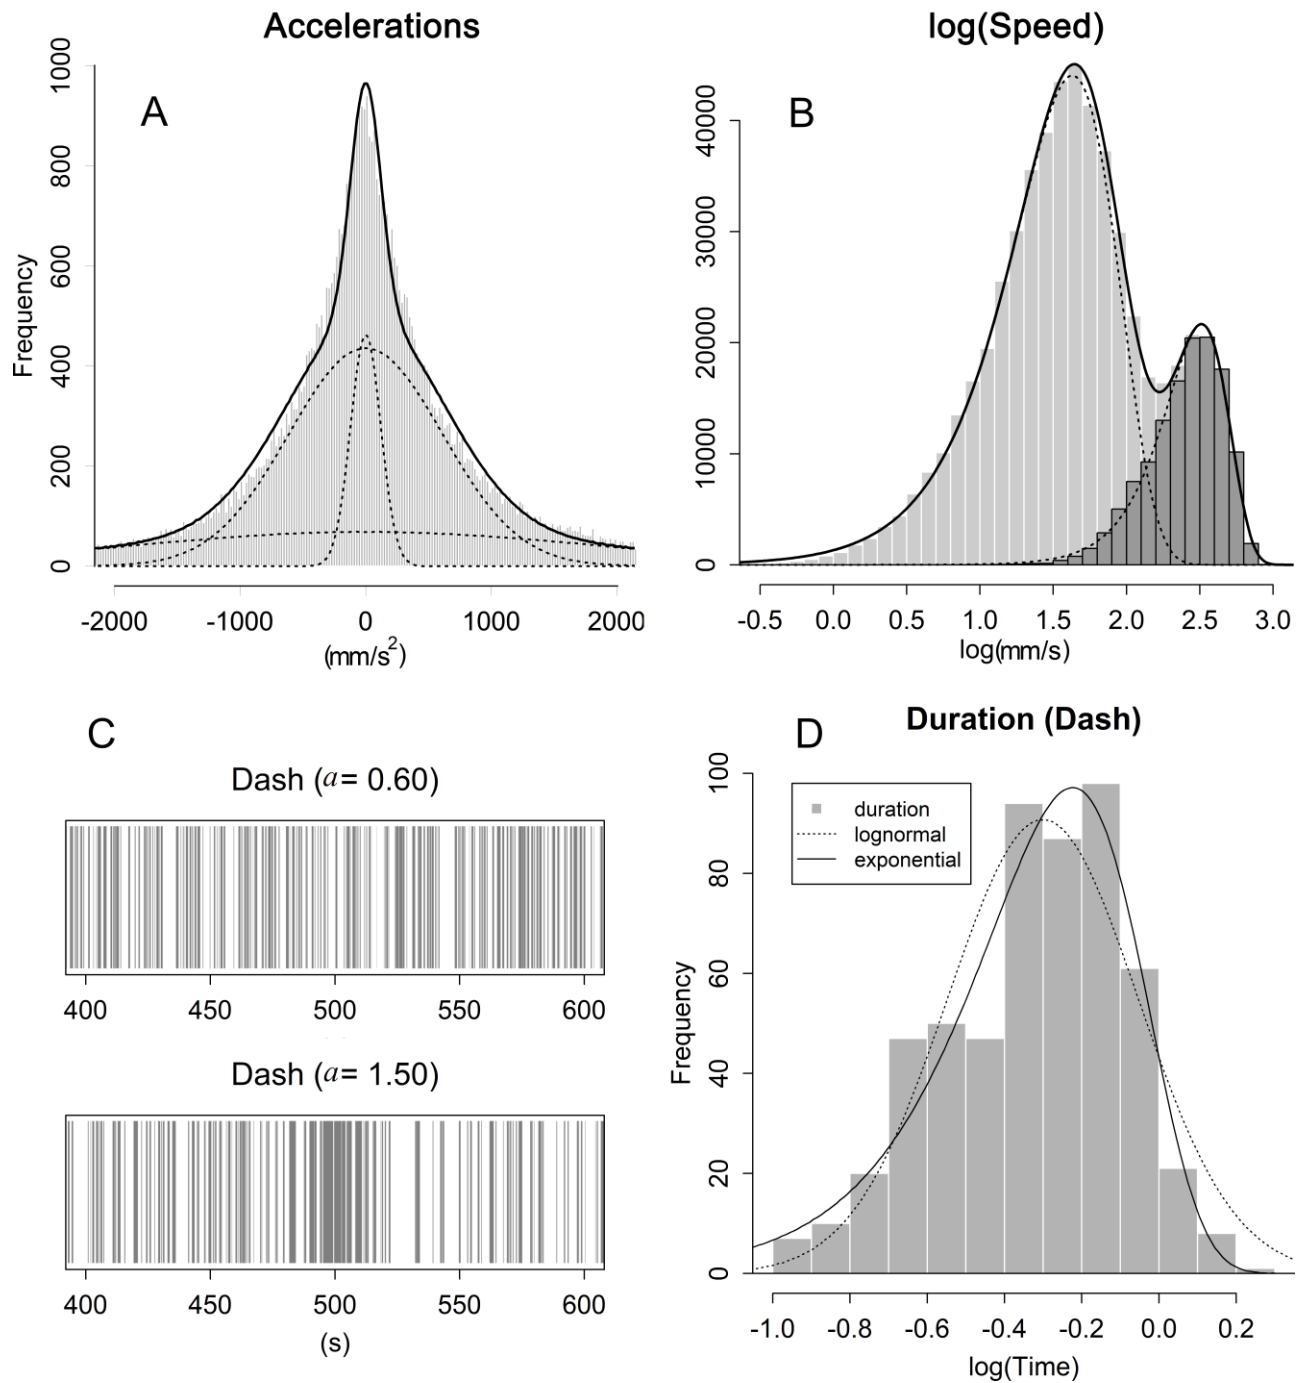 Accelerations
A
Frequency
0 200 400 600 800 1000
-2000 -1000 0 1000 2000
(mm/s²)
log(Speed)
B
0 10000 20000 30000 40000
-0.5 0.0 0.5 1.0 1.5 2.0 2.5 3.0
log(mm/s)
C
Dash (a= 0.60)
400 450 500 550 600
Dash (a= 1.50)
400 450 500 550 600
(s)
Duration (Dash)
D
duration
lognormal
exponential
Frequency
0 20 40 60 80 100
-1.0 -0.8 -0.6 -0.4 -0.2 0.0 0.2
log(Time)